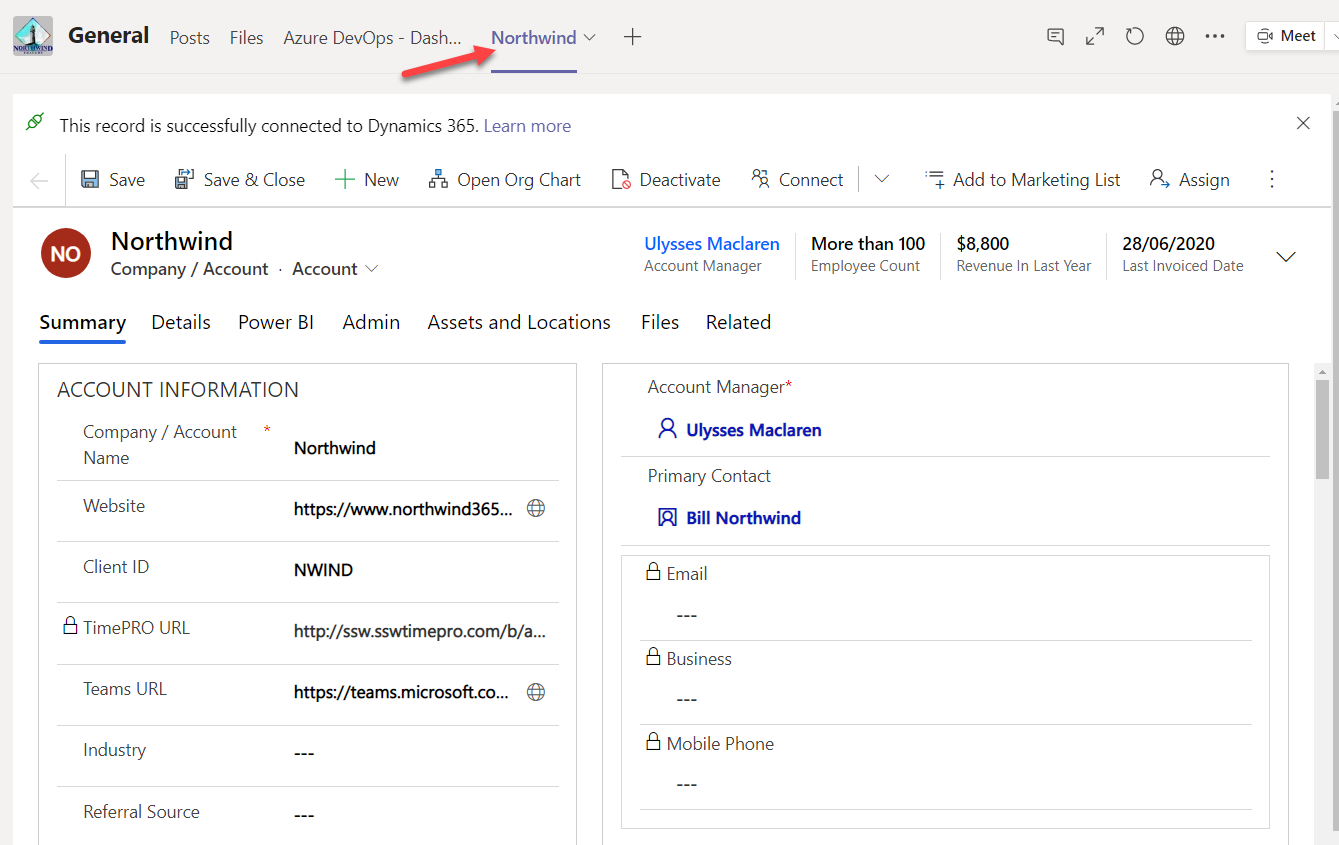 NORTHWIND
General Posts Files Azure DevOps - Dash... Northwind Meet
This record is successfully connected to Dynamics 365. Learn more
Save Save & Close New Open Org Chart Deactivate Connect Add to Marketing List Assign
NO
Northwind
Company / Account · Account
Ulysses Maclaren
Account Manager
More than 100
Employee Count
$8,800
Revenue In Last Year
28/06/2020
Last Invoiced Date
Summary Details Power BI Admin Assets and Locations Files Related
ACCOUNT INFORMATION
Company / Account
Name
*
Northwind
Website
https://www.northwind365...
Client ID
NWIND
TimePRO URL
http://ssw.sswtimepro.com/b/a...
Teams URL
https://teams.microsoft.co...
Industry
---
Referral Source
---
Account Manager*
Ulysses Maclaren
Primary Contact
Bill Northwind
Email
---
Business
---
Mobile Phone
---